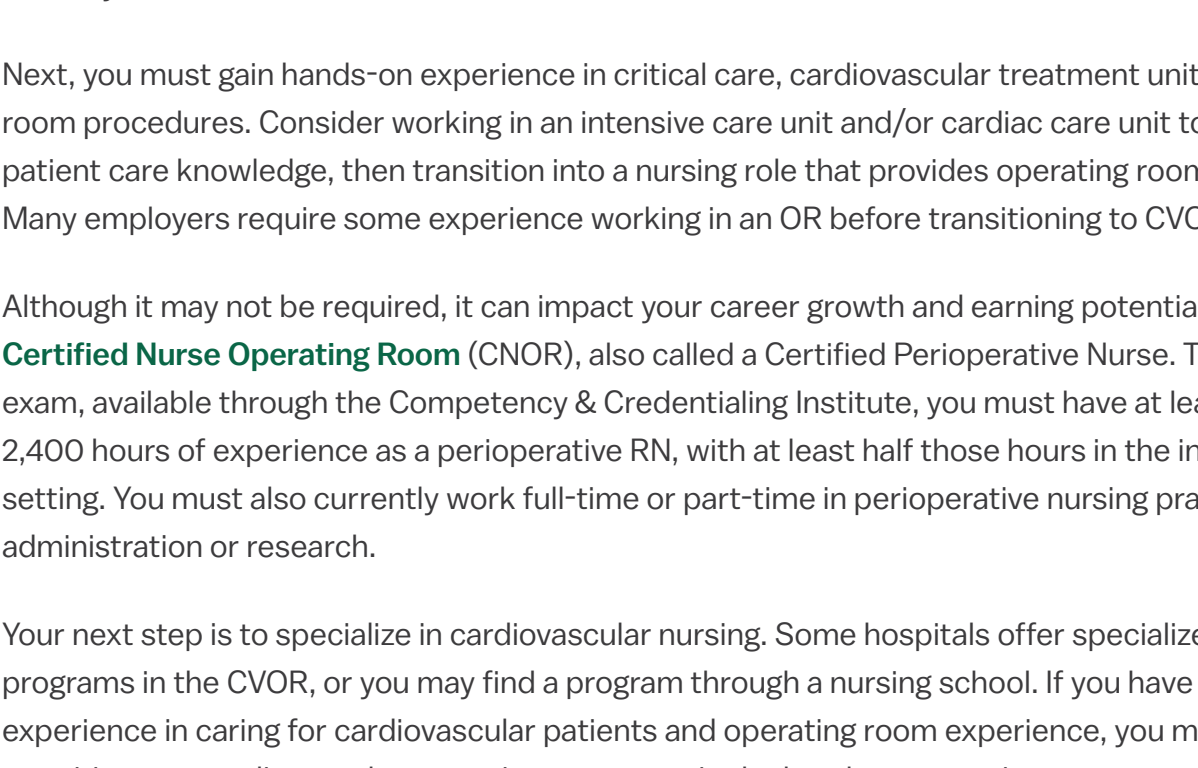 Next, you must gain hands-on experience in critical care, cardiovascular treatment unit
room procedures. Consider working in an intensive care unit and/or cardiac care unit to
patient care knowledge, then transition into a nursing role that provides operating room
Many employers require some experience working in an OR before transitioning to
Although it may not be required, it can impact your career growth and earning
Certified Nurse Operating Room (CNOR), also called a Certified Perioperative Nurse.
exam, available through the Competency & Credentialing Institute, you must have at
2,400 hours of experience as a perioperative RN, with at least half those hours in the
setting. You must also currently work full-time or part-time in perioperative nursing
administration or research.
Your next step is to specialize in cardiovascular nursing. Some hospitals offer
programs in the CVOR, or you may find a program through a nursing school. If you have
experience in caring for cardiovascular patients and operating room experience, you